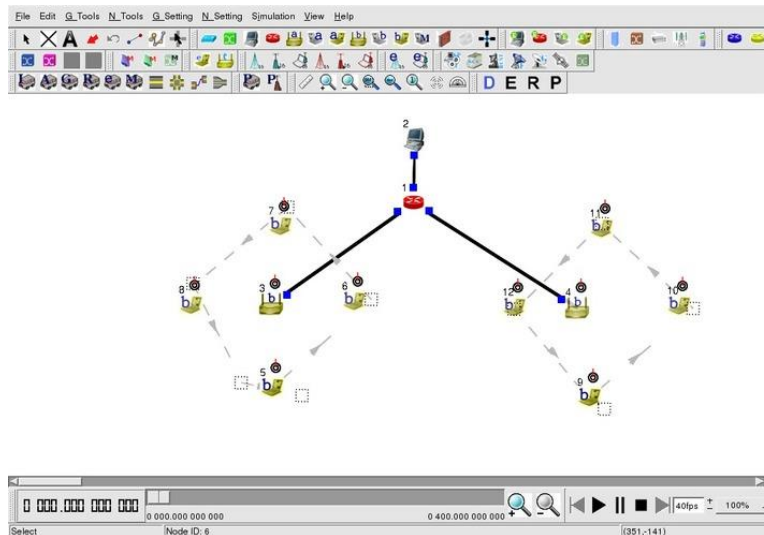 File Edit G_Tools N_Tools G_Setting N_Setting Simulation View Help
A a a b b b M
e e
I A G R e M P P D E R P
2
1
7
11
8 b
3 b
6 b
12 b
4 b
10 b
5 b
9 b
0 000.000 000 000
0 000.000 000 000
0 400.000 000 000
40fps 100%
Select Node ID: 6 (351,-141)